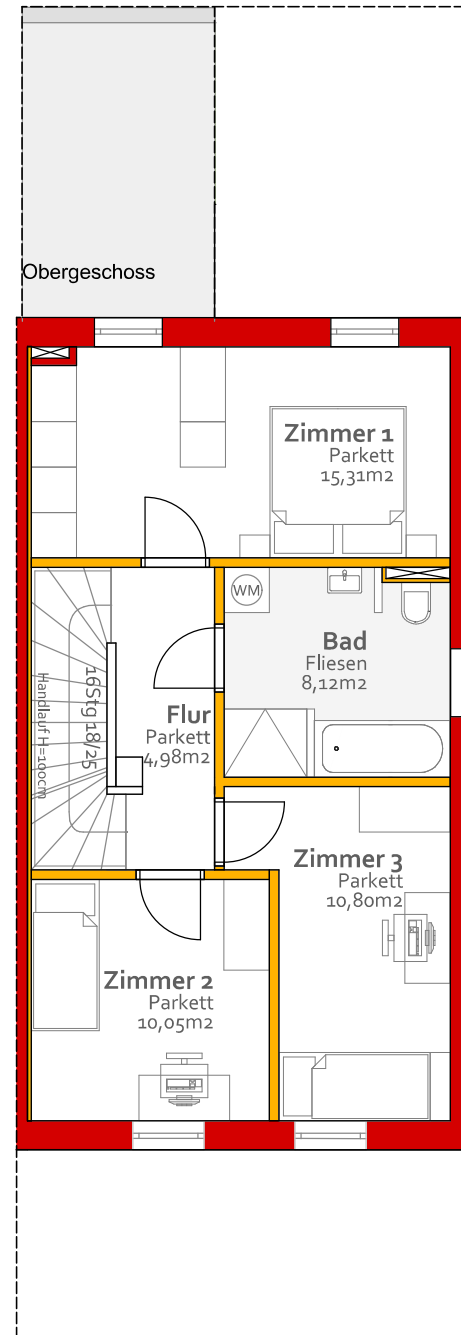 Obergeschoss
Zimmer 1
Parkett
15,31m2
WM
Bad
Fliesen
8,12m2
16Stg 18/25
Handlauf H=100cm
Flur
Parkett
4,98m2
Zimmer 3
Parkett
10,80m2
Zimmer 2
Parkett
10,05m2